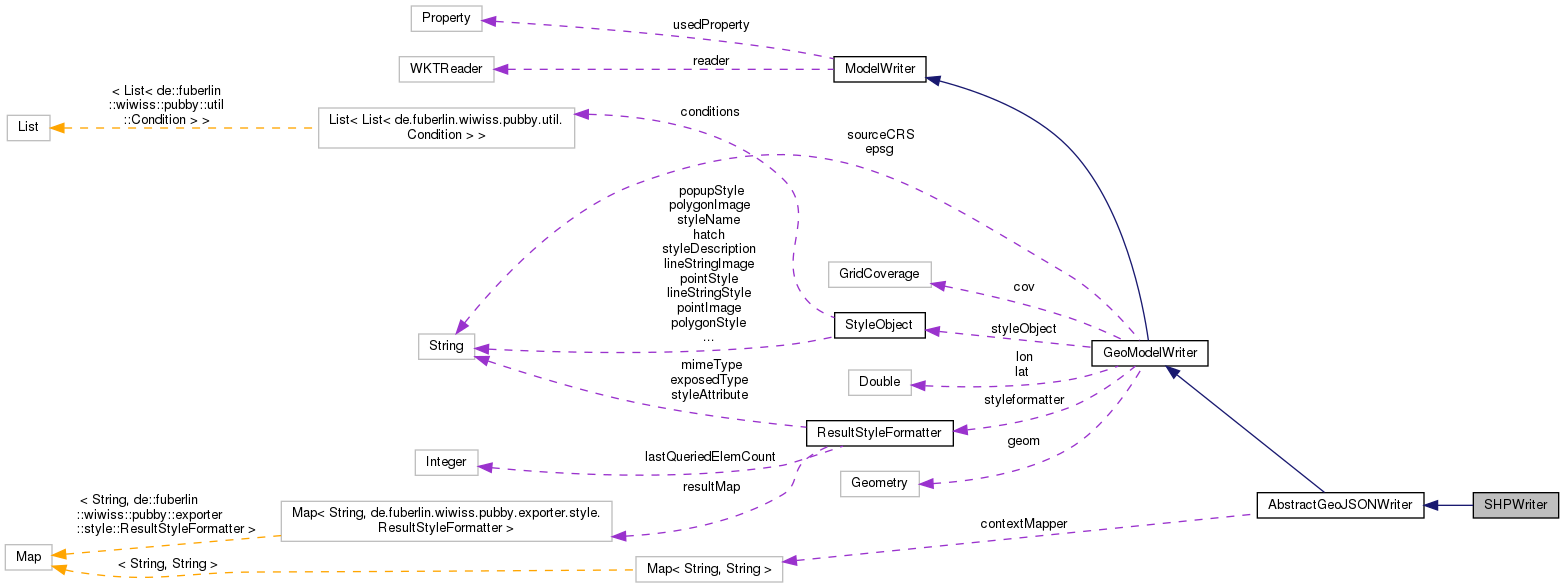 Property
usedProperty
WKTReader
reader
ModelWriter
< List< de::fuberlin
::wiwiss::pubby::util
::Condition > >
List
List< List< de.fuberlin.wiwiss.pubby.util.
Condition > >
conditions
sourceCRS
epsg
popupStyle
polygonImage
styleName
hatch
styleDescription
lineStringImage
pointStyle
lineStringStyle
pointImage
polygonStyle
...
GridCoverage
cov
StyleObject
styleObject
String
GeoModelWriter
lon
lat
Double
mimeType
exposedType
styleAttribute
styleformatter
ResultStyleFormatter
geom
Integer
lastQueriedElemCount
Geometry
resultMap
< String, de::fuberlin
::wiwiss::pubby::exporter
::style::ResultStyleFormatter >
Map< String, de.fuberlin.wiwiss.pubby.exporter.style.
ResultStyleFormatter >
contextMapper
AbstractGeoJSONWriter
SHPWriter
Map
< String, String >
Map< String, String >